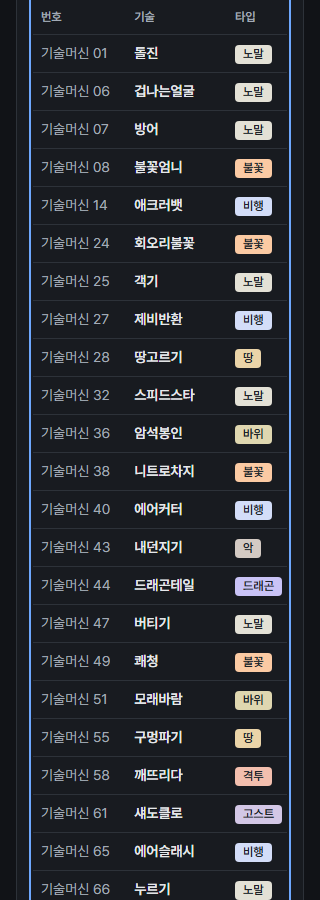 번호 기술 타입
기술머신 01 돌진 노말
기술머신 06 겁나는얼굴 노말
기술머신 07 방어 노말
기술머신 08 불꽃엄니 불꽃
기술머신 14 애크러뱃 비행
기술머신 24 회오리불꽃 불꽃
기술머신 25 객기 노말
기술머신 27 제비반환 비행
기술머신 28 땅고르기 땅
기술머신 32 스피드스타 노말
기술머신 36 암석봉인 바위
기술머신 38 니트로차지 불꽃
기술머신 40 에어커터 비행
기술머신 43 내던지기 악
기술머신 44 드래곤테일 드래곤
기술머신 47 버티기 노말
기술머신 49 쾌청 불꽃
기술머신 51 모래바람 바위
기술머신 55 구멍파기 땅
기술머신 58 깨뜨리다 격투
기술머신 61 섀도클로 고스트
기술머신 65 에어슬래시 비행
기술머신 66 누르기 노말